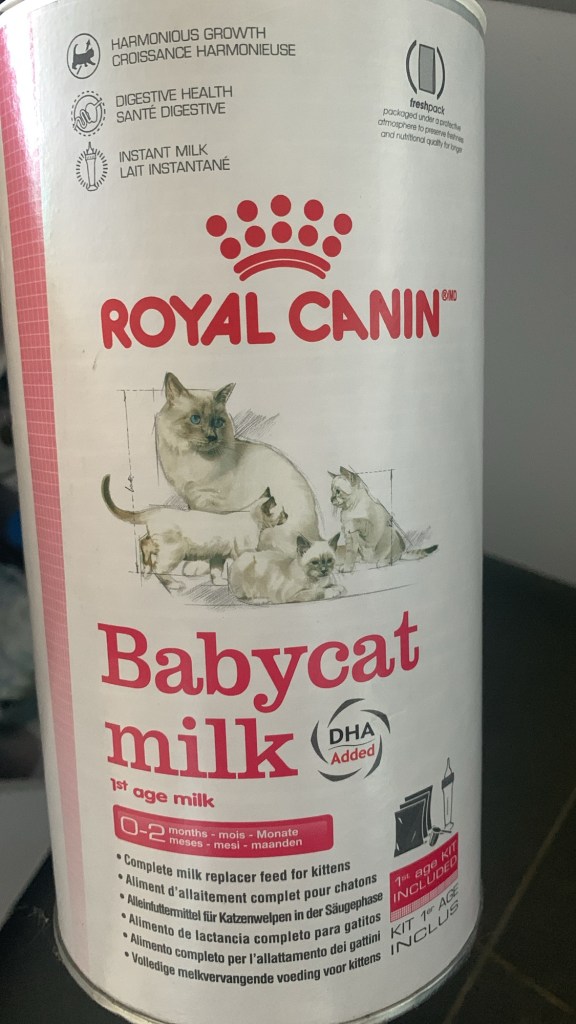 HARMONIOUS GROWTH
CROISSANCE HARMONIEUSE
DIGESTIVE HEALTH
SANTÉ DIGESTIVE
INSTANT MILK
LAIT INSTANTANÉ
freshpack
packaged under a protective
atmosphere to preserve freshness
and nutritional quality for longer
ROYAL CANIN®/MD
Babycat
milk
DHA
Added
1st age milk
0-2 months - mois - Monate
meses - mesi - maanden
1st age KIT
INCLUDED
KIT 1er AGE
INCLUS
• Complete milk replacer feed for kittens
• Aliment d'allaitement complet pour chatons
• Alleinfuttermittel für Katzenwelpen in der Säugephase
• Alimento de lactancia completo para gatitos
• Alimento completo per l'allattamento dei gattini
• Volledige melkvervangende voeding voor kittens